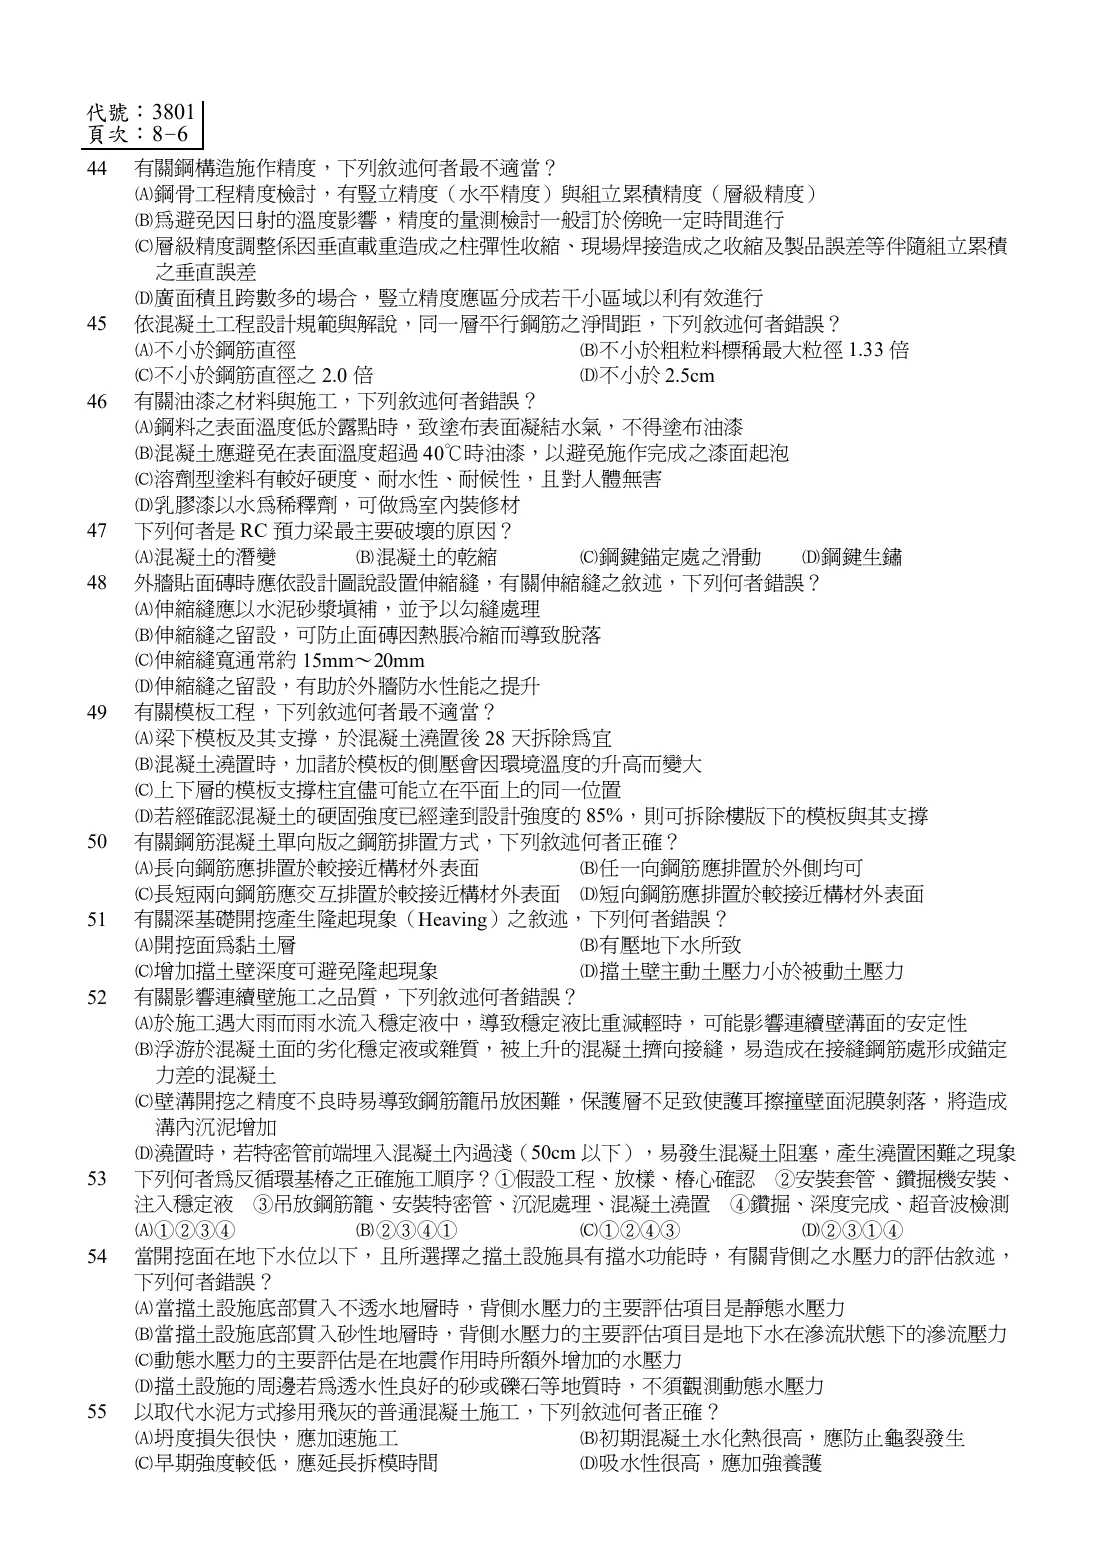 代號：3801
頁次：8-6
44 有關鋼構造施作精度，下列敘述何者最不適當？
(A)鋼骨工程精度檢討，有豎立精度（水平精度）與組立累積精度（層級精度）
(B)為避免因日射的溫度影響，精度的量測檢討一般訂於傍晚一定時間進行
(C)層級精度調整係因垂直載重造成之柱彈性收縮、現場焊接造成之收縮及製品誤差等伴隨組立累積
之垂直誤差
(D)廣面積且跨數多的場合，豎立精度應區分成若干小區域以利有效進行
45 依混凝土工程設計規範與解說，同一層平行鋼筋之淨間距，下列敘述何者錯誤？
(A)不小於鋼筋直徑 (B)不小於粗粒料標稱最大粒徑 1.33 倍
(C)不小於鋼筋直徑之 2.0 倍 (D)不小於 2.5cm
46 有關油漆之材料與施工，下列敘述何者錯誤？
(A)鋼料之表面溫度低於露點時，致塗布表面凝結水氣，不得塗布油漆
(B)混凝土應避免在表面溫度超過 40℃時油漆，以避免施作完成之漆面起泡
(C)溶劑型塗料有較好硬度、耐水性、耐候性，且對人體無害
(D)乳膠漆以水為稀釋劑，可做為室內裝修材
47 下列何者是 RC 預力梁最主要破壞的原因？
(A)混凝土的潛變 (B)混凝土的乾縮 (C)鋼鍵錨定處之滑動 (D)鋼鍵生鏽
48 外牆貼面磚時應依設計圖說設置伸縮縫，有關伸縮縫之敘述，下列何者錯誤？
(A)伸縮縫應以水泥砂漿填補，並予以勾縫處理
(B)伸縮縫之留設，可防止面磚因熱脹冷縮而導致脫落
(C)伸縮縫寬通常約 15mm～20mm
(D)伸縮縫之留設，有助於外牆防水性能之提升
49 有關模板工程，下列敘述何者最不適當？
(A)梁下模板及其支撐，於混凝土澆置後 28 天拆除為宜
(B)混凝土澆置時，加諸於模板的側壓會因環境溫度的升高而變大
(C)上下層的模板支撐柱宜儘可能立在平面上的同一位置
(D)若經確認混凝土的硬固強度已經達到設計強度的 85%，則可拆除樓版下的模板與其支撐
50 有關鋼筋混凝土單向版之鋼筋排置方式，下列敘述何者正確？
(A)長向鋼筋應排置於較接近構材外表面 (B)任一向鋼筋應排置於外側均可
(C)長短兩向鋼筋應交互排置於較接近構材外表面 (D)短向鋼筋應排置於較接近構材外表面
51 有關深基礎開挖產生隆起現象（Heaving）之敘述，下列何者錯誤？
(A)開挖面為黏土層 (B)有壓地下水所致
(C)增加擋土壁深度可避免隆起現象 (D)擋土壁主動土壓力小於被動土壓力
52 有關影響連續壁施工之品質，下列敘述何者錯誤？
(A)於施工遇大雨而雨水流入穩定液中，導致穩定液比重減輕時，可能影響連續壁溝面的安定性
(B)浮游於混凝土面的劣化穩定液或雜質，被上升的混凝土擠向接縫，易造成在接縫鋼筋處形成錨定
力差的混凝土
(C)壁溝開挖之精度不良時易導致鋼筋籠吊放困難，保護層不足致使護耳擦撞壁面泥膜剝落，將造成
溝內沉泥增加
(D)澆置時，若特密管前端埋入混凝土內過淺（50cm 以下），易發生混凝土阻塞，產生澆置困難之現象
53 下列何者為反循環基樁之正確施工順序？①假設工程、放樣、樁心確認 ②安裝套管、鑽掘機安裝、
注入穩定液 ③吊放鋼筋籠、安裝特密管、沉泥處理、混凝土澆置 ④鑽掘、深度完成、超音波檢測
(A)①②③④ (B)②③④① (C)①②④③ (D)②③①④
54 當開挖面在地下水位以下，且所選擇之擋土設施具有擋水功能時，有關背側之水壓力的評估敘述，
下列何者錯誤？
(A)當擋土設施底部貫入不透水地層時，背側水壓力的主要評估項目是靜態水壓力
(B)當擋土設施底部貫入砂性地層時，背側水壓力的主要評估項目是地下水在滲流狀態下的滲流壓力
(C)動態水壓力的主要評估是在地震作用時所額外增加的水壓力
(D)擋土設施的周邊若為透水性良好的砂或礫石等地質時，不須觀測動態水壓力
55 以取代水泥方式摻用飛灰的普通混凝土施工，下列敘述何者正確？
(A)坍度損失很快，應加速施工 (B)初期混凝土水化熱很高，應防止龜裂發生
(C)早期強度較低，應延長拆模時間 (D)吸水性很高，應加強養護